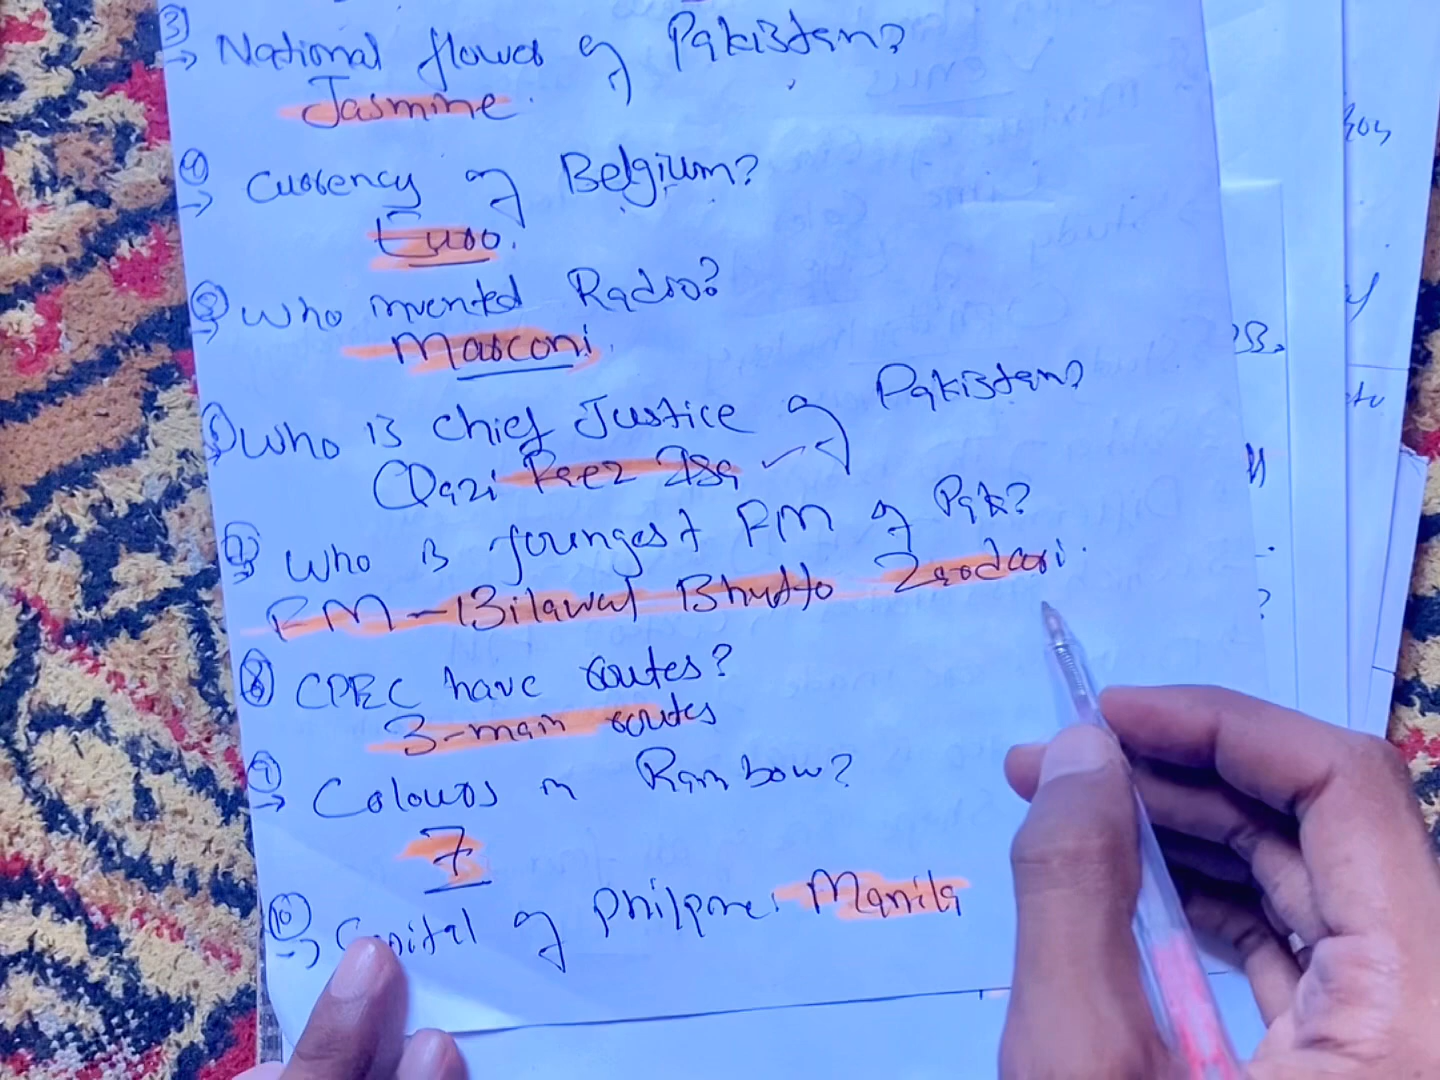 ③ National flower of Pakistan?
Jasmine.
④ Currency of Belgium?
Euro.
⑤ Who invented Radio?
Marconi.
⑥ Who is chief Justice of Pakistan?
Qazi Faez Isa
⑦ Who is youngest FM of Pak?
FM-Bilawal Bhutto Zardari.
⑧ CPEC have routes?
3-main routes
⑨ Colours in Rainbow?
7
⑩ Capital of Philpone. Manila